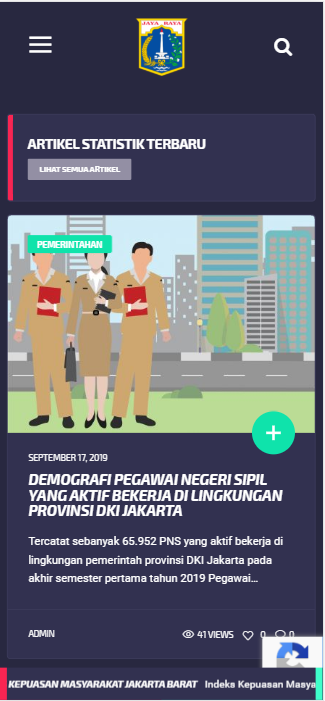 JAYA RAYA
ARTIKEL STATISTIK TERBARU
LIHAT SEMUA ARTIKEL
PEMERINTAHAN
SEPTEMBER 17, 2019
DEMOGRAFI PEGAWAI NEGERI SIPIL
YANG AKTIF BEKERJA DI LINGKUNGAN
PROVINSI DKI JAKARTA
Tercatat sebanyak 65.952 PNS yang aktif bekerja di
lingkungan pemerintah provinsi DKI Jakarta pada
akhir semester pertama tahun 2019 Pegawai...
ADMIN
41 VIEWS 0 0
KEPUASAN MASYARAKAT JAKARTA BARAT Indeks Kepuasan Masya